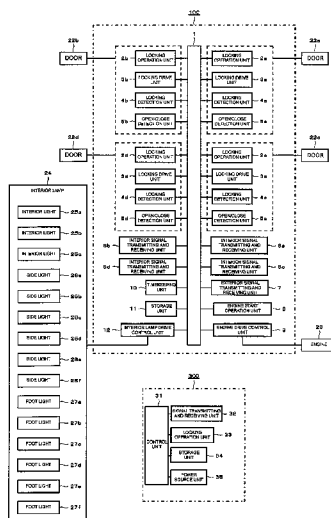 100
1
22b
DOOR
2b
LOCKING OPERATION UNIT
3b
LOCKING DRIVE UNIT
4b
LOCKING DETECTION UNIT
5b
OPEN/CLOSE DETECTION UNIT
LOCKING OPERATION UNIT
2a
LOCKING DRIVE UNIT
3a
LOCKING DETECTION UNIT
4a
OPEN/CLOSE DETECTION UNIT
5a
22a
DOOR
22d
DOOR
2d
LOCKING OPERATION UNIT
3d
LOCKING DRIVE UNIT
4d
LOCKING DETECTION UNIT
5d
OPEN/CLOSE DETECTION UNIT
LOCKING OPERATION UNIT
LOCKING DRIVE UNIT
LOCKING DETECTION UNIT
OPEN/CLOSE DETECTION UNIT
DOOR
6b
INTERIOR SIGNAL TRANSMITTING AND RECEIVING UNIT
6d
INTERIOR SIGNAL TRANSMITTING AND RECEIVING UNIT
10
TIMEKEEPING UNIT
11
STORAGE UNIT
12
INTERIOR LAMP DRIVE CONTROL UNIT
INTERIOR SIGNAL TRANSMITTING AND RECEIVING UNIT
6a
INTERIOR SIGNAL TRANSMITTING AND RECEIVING UNIT
6c
EXTERIOR SIGNAL TRANSMITTING AND RECEIVING UNIT
7
ENGINE START OPERATION UNIT
8
ENGINE DRIVE CONTROL UNIT
9
ENGINE
24
INTERIOR LAMP
INTERIOR LIGHT
25a
INTERIOR LIGHT
25b
INTERIOR LIGHT
25c
SIDE LIGHT
26a
SIDE LIGHT
26b
SIDE LIGHT
26c
SIDE LIGHT
26d
SIDE LIGHT
26e
SIDE LIGHT
26f
FOOT LIGHT
27a
FOOT LIGHT
27b
FOOT LIGHT
27c
FOOT LIGHT
27d
FOOT LIGHT
27e
FOOT LIGHT
27f
300
31
CONTROL UNIT
SIGNAL TRANSMITTING AND RECEIVING UNIT
32
LOCKING OPERATION UNIT
33
STORAGE UNIT
34
POWER SOURCE UNIT
35